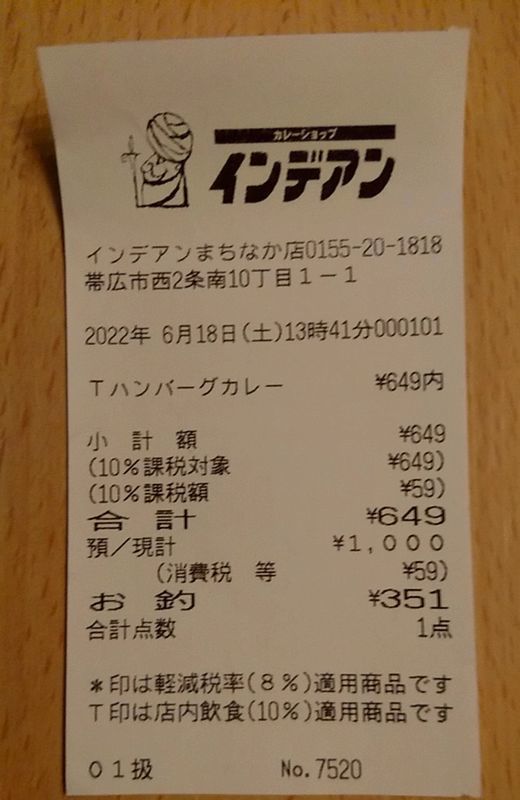 カレーショップ
インデアン
インデアンまちなか店0155-20-1818
帯広市西2条南10丁目1-1
2022年 6月18日(土)13時41分000101
Tハンバーグカレー ¥649内
小 計 額 ¥649
(10%課税対象 ¥649)
(10%課税額 ¥59)
合 計 ¥649
預/現計 ¥1,000
(消費税 等 ¥59)
お 釣 ¥351
合計点数 1点
*印は軽減税率(8%)適用商品です
T印は店内飲食(10%)適用商品です
01扱 No.7520